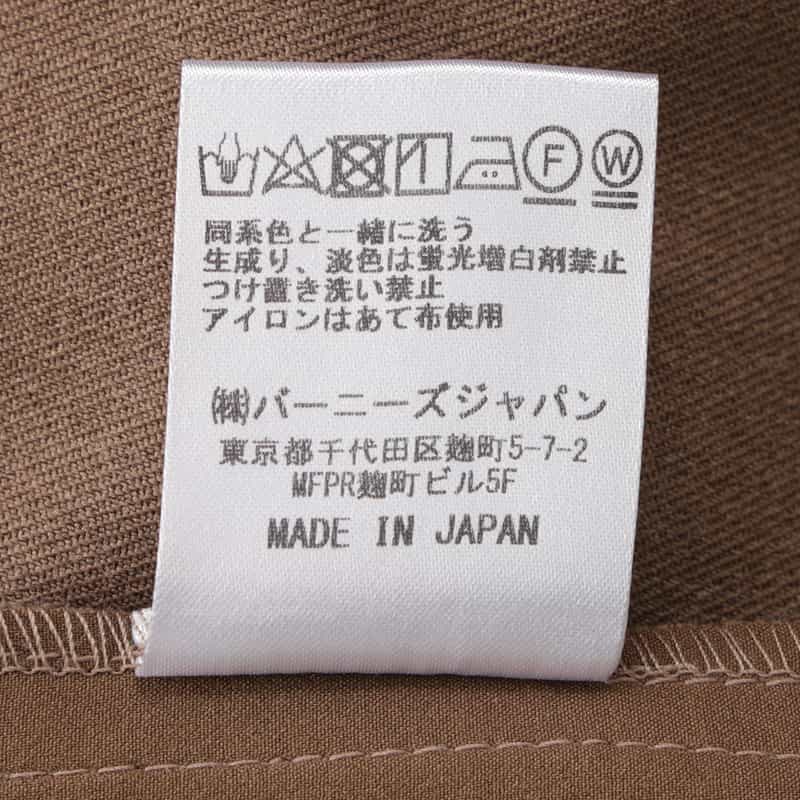 F W
同系色と一緒に洗う
生成り、淡色は蛍光増白剤禁止
つけ置き洗い禁止
アイロンはあて布使用
㈱バーニーズジャパン
東京都千代田区麹町5-7-2
MFPR麹町ビル5F
MADE IN JAPAN